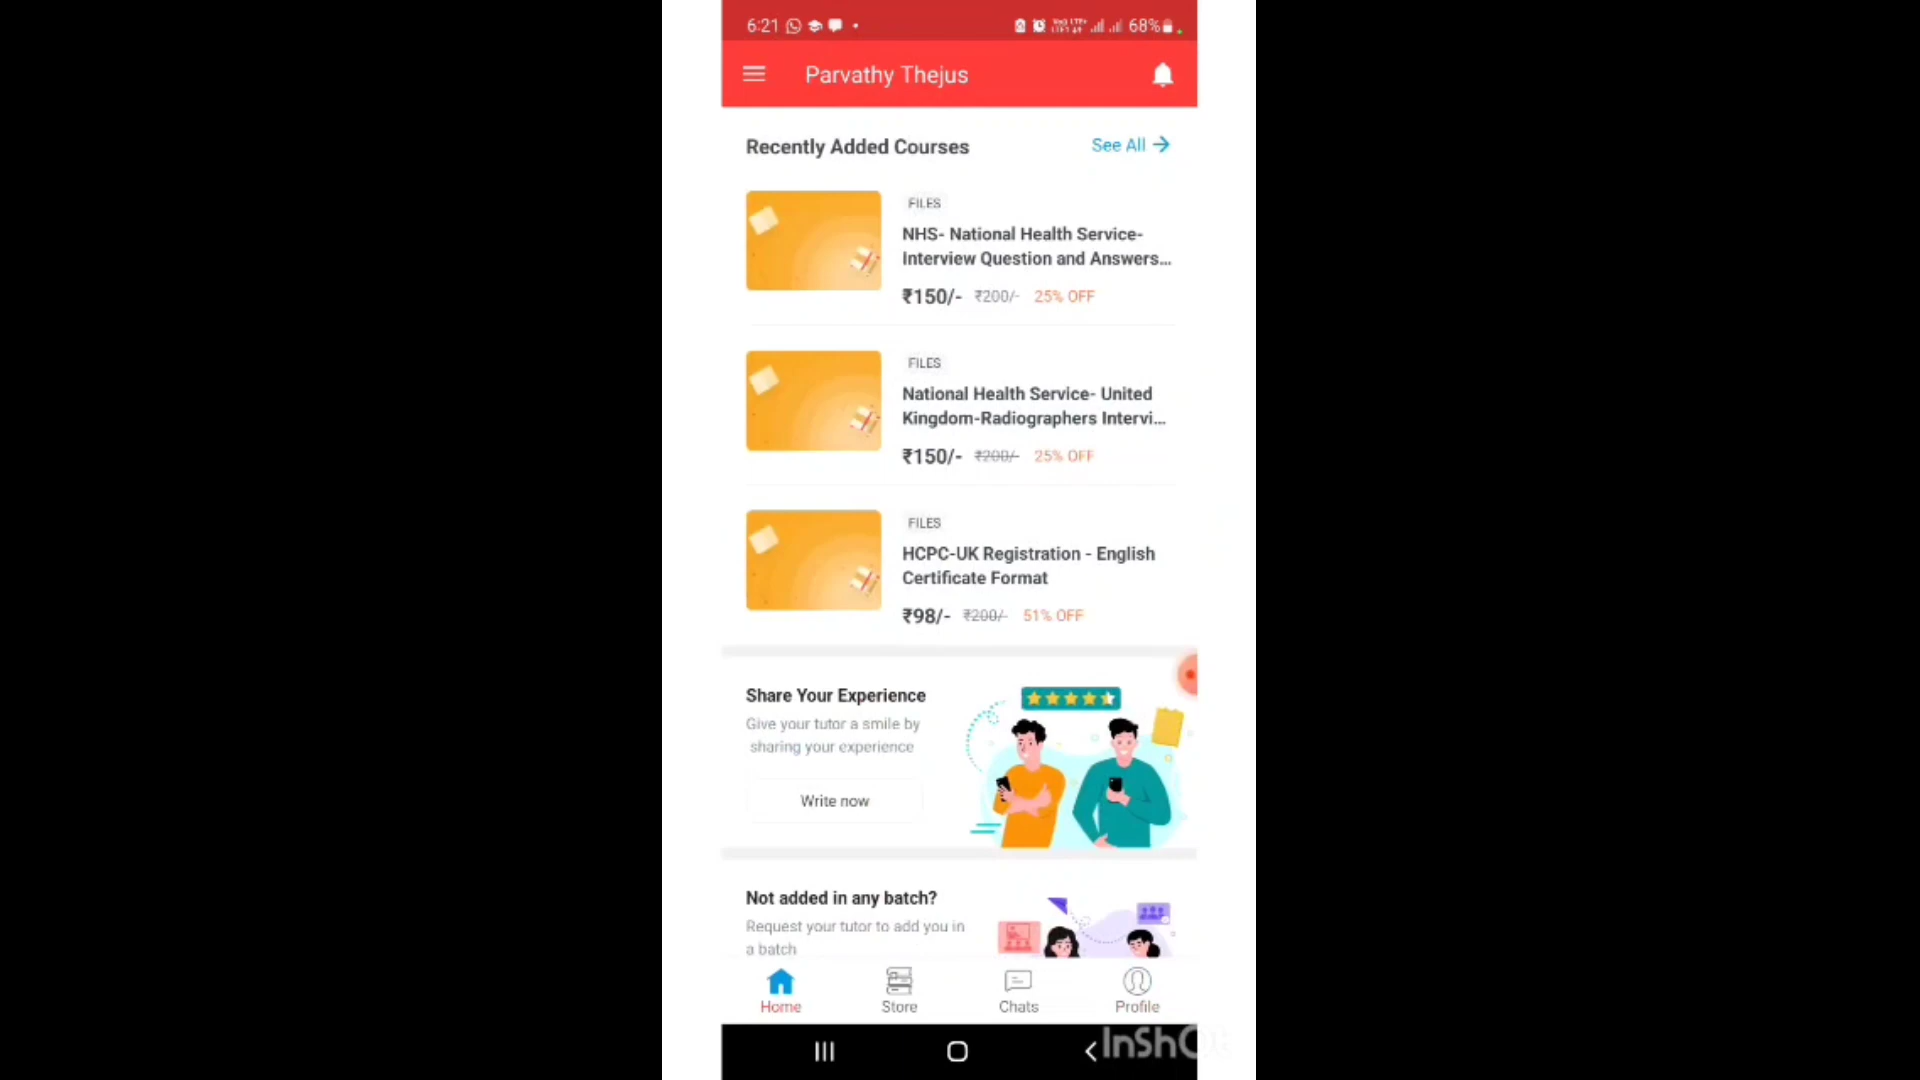 6:21
68%
Parvathy Thejus
Recently Added Courses
See All
FILES
NHS- National Health Service-
Interview Question and Answers...
₹150/- ₹200/- 25% OFF
FILES
National Health Service- United
Kingdom-Radiographers Intervi...
₹150/- ₹200/- 25% OFF
FILES
HCPC-UK Registration - English
Certificate Format
₹98/- ₹200/- 51% OFF
Share Your Experience
Give your tutor a smile by
sharing your experience
Write now
Not added in any batch?
Request your tutor to add you in
a batch
Home
Store
Chats
Profile
InShOt